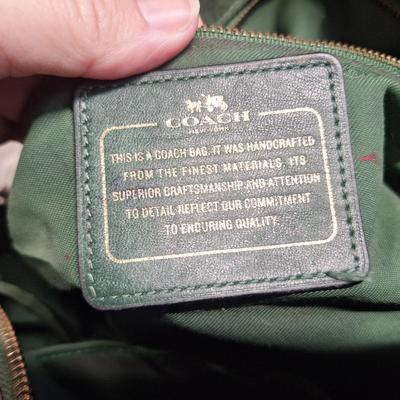 COACH
NEW YORK
THIS IS A COACH BAG. IT WAS HANDCRAFTED
FROM THE FINEST MATERIALS. ITS
SUPERIOR CRAFTSMANSHIP AND ATTENTION
TO DETAIL REFLECT OUR COMMITMENT
TO ENDURING QUALITY.